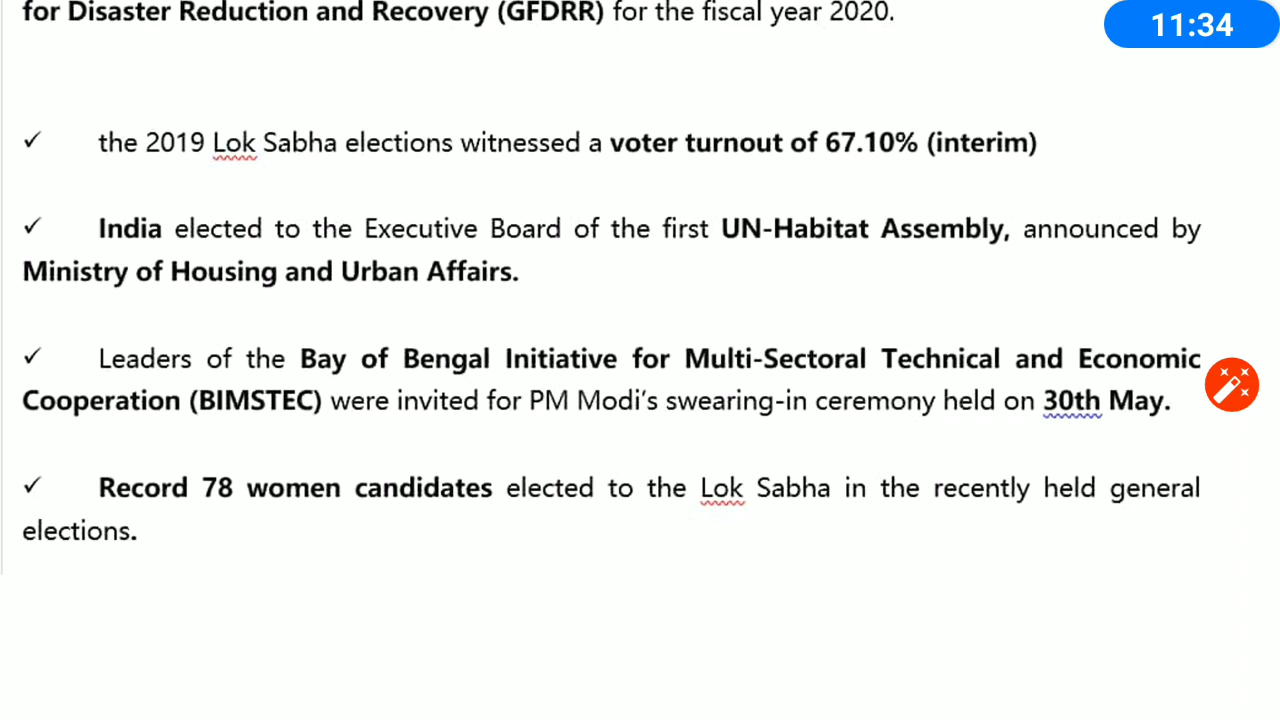 for Disaster Reduction and Recovery (GFDRR) for the fiscal year 2020.
11:34
✓ the 2019 Lok Sabha elections witnessed a voter turnout of 67.10% (interim)
✓ India elected to the Executive Board of the first UN-Habitat Assembly, announced by
Ministry of Housing and Urban Affairs.
✓ Leaders of the Bay of Bengal Initiative for Multi-Sectoral Technical and Economic
Cooperation (BIMSTEC) were invited for PM Modi's swearing-in ceremony held on 30th May.
✓ Record 78 women candidates elected to the Lok Sabha in the recently held general
elections.